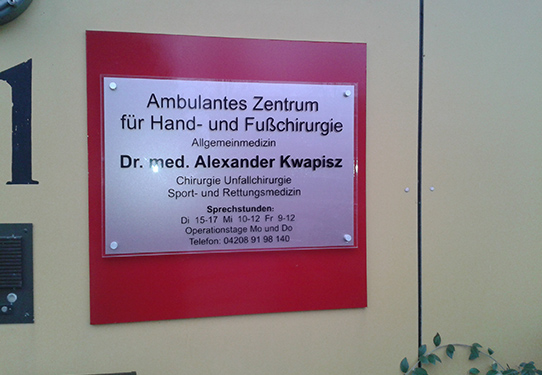 1
Ambulantes Zentrum
für Hand- und Fußchirurgie
Allgemeinmedizin
Dr. med. Alexander Kwapisz
Chirurgie Unfallchirurgie
Sport- und Rettungsmedizin
Sprechstunden:
Di 15-17 Mi 10-12 Fr 9-12
Operationstage Mo und Do
Telefon: 04208 91 98 140